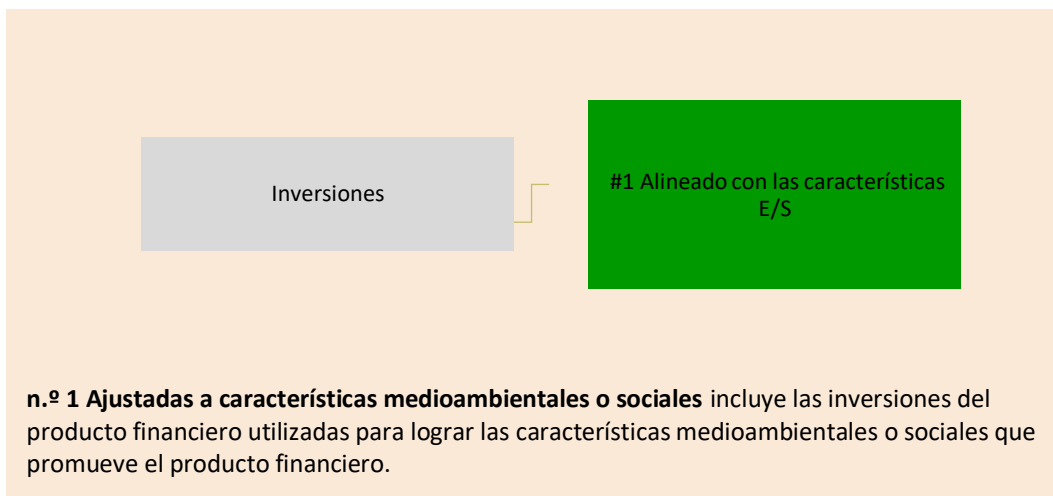 Inversiones
#1 Alineado con las características
E/S
n.º 1 Ajustadas a características medioambientales o sociales incluye las inversiones del
producto financiero utilizadas para lograr las características medioambientales o sociales que
promueve el producto financiero.